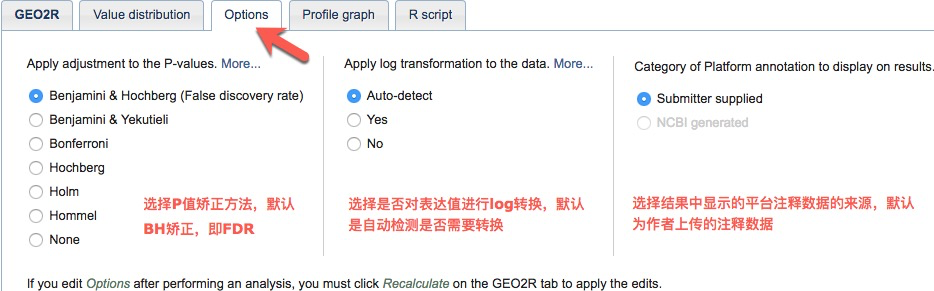 GEO2R Value distribution Options Profile graph R script
Apply adjustment to the P-values. More...
Benjamini & Hochberg (False discovery rate)
Benjamini & Yekutieli
Bonferroni
Hochberg
Holm
Hommel
None
选择P值矫正方法，默认
BH矫正，即FDR
Apply log transformation to the data. More...
Auto-detect
Yes
No
选择是否对表达值进行log转换，默认
是自动检测是否需要转换
Category of Platform annotation to display on results.
Submitter supplied
NCBI generated
选择结果中显示的平台注释数据的来源，默认
为作者上传的注释数据
If you edit Options after performing an analysis, you must click Recalculate on the GEO2R tab to apply the edits.